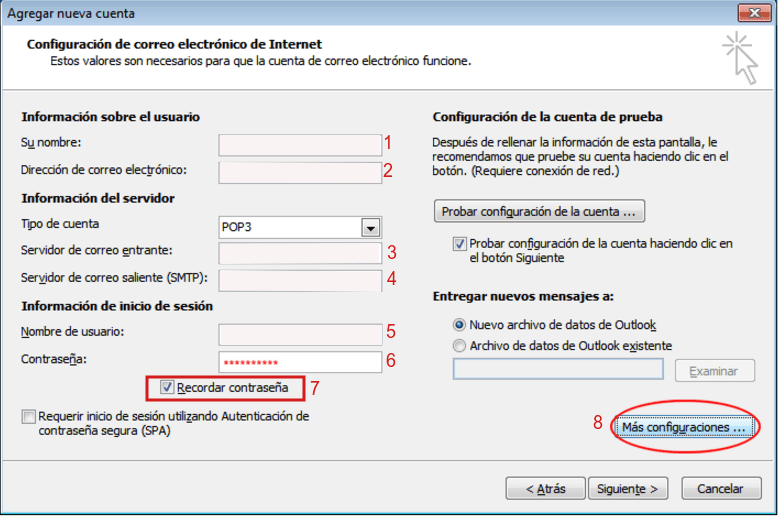 Agregar nueva cuenta
Configuración de correo electrónico de Internet
Estos valores son necesarios para que la cuenta de correo electrónico funcione.
Información sobre el usuario
Su nombre:
1
Dirección de correo electrónico:
2
Información del servidor
Tipo de cuenta
POP3
Servidor de correo entrante:
3
Servidor de correo saliente (SMTP):
4
Información de inicio de sesión
Nombre de usuario:
5
Contraseña:
**********
6
Recordar contraseña
7
Requerir inicio de sesión utilizando Autenticación de
contraseña segura (SPA)
Configuración de la cuenta de prueba
Después de rellenar la información de esta pantalla, le
recomendamos que pruebe su cuenta haciendo clic en el
botón. (Requiere conexión de red.)
Probar configuración de la cuenta ...
Probar configuración de la cuenta haciendo clic en
el botón Siguiente
Entregar nuevos mensajes a:
Nuevo archivo de datos de Outlook
Archivo de datos de Outlook existente
Examinar
8
Más configuraciones ...
< Atrás
Siguiente >
Cancelar